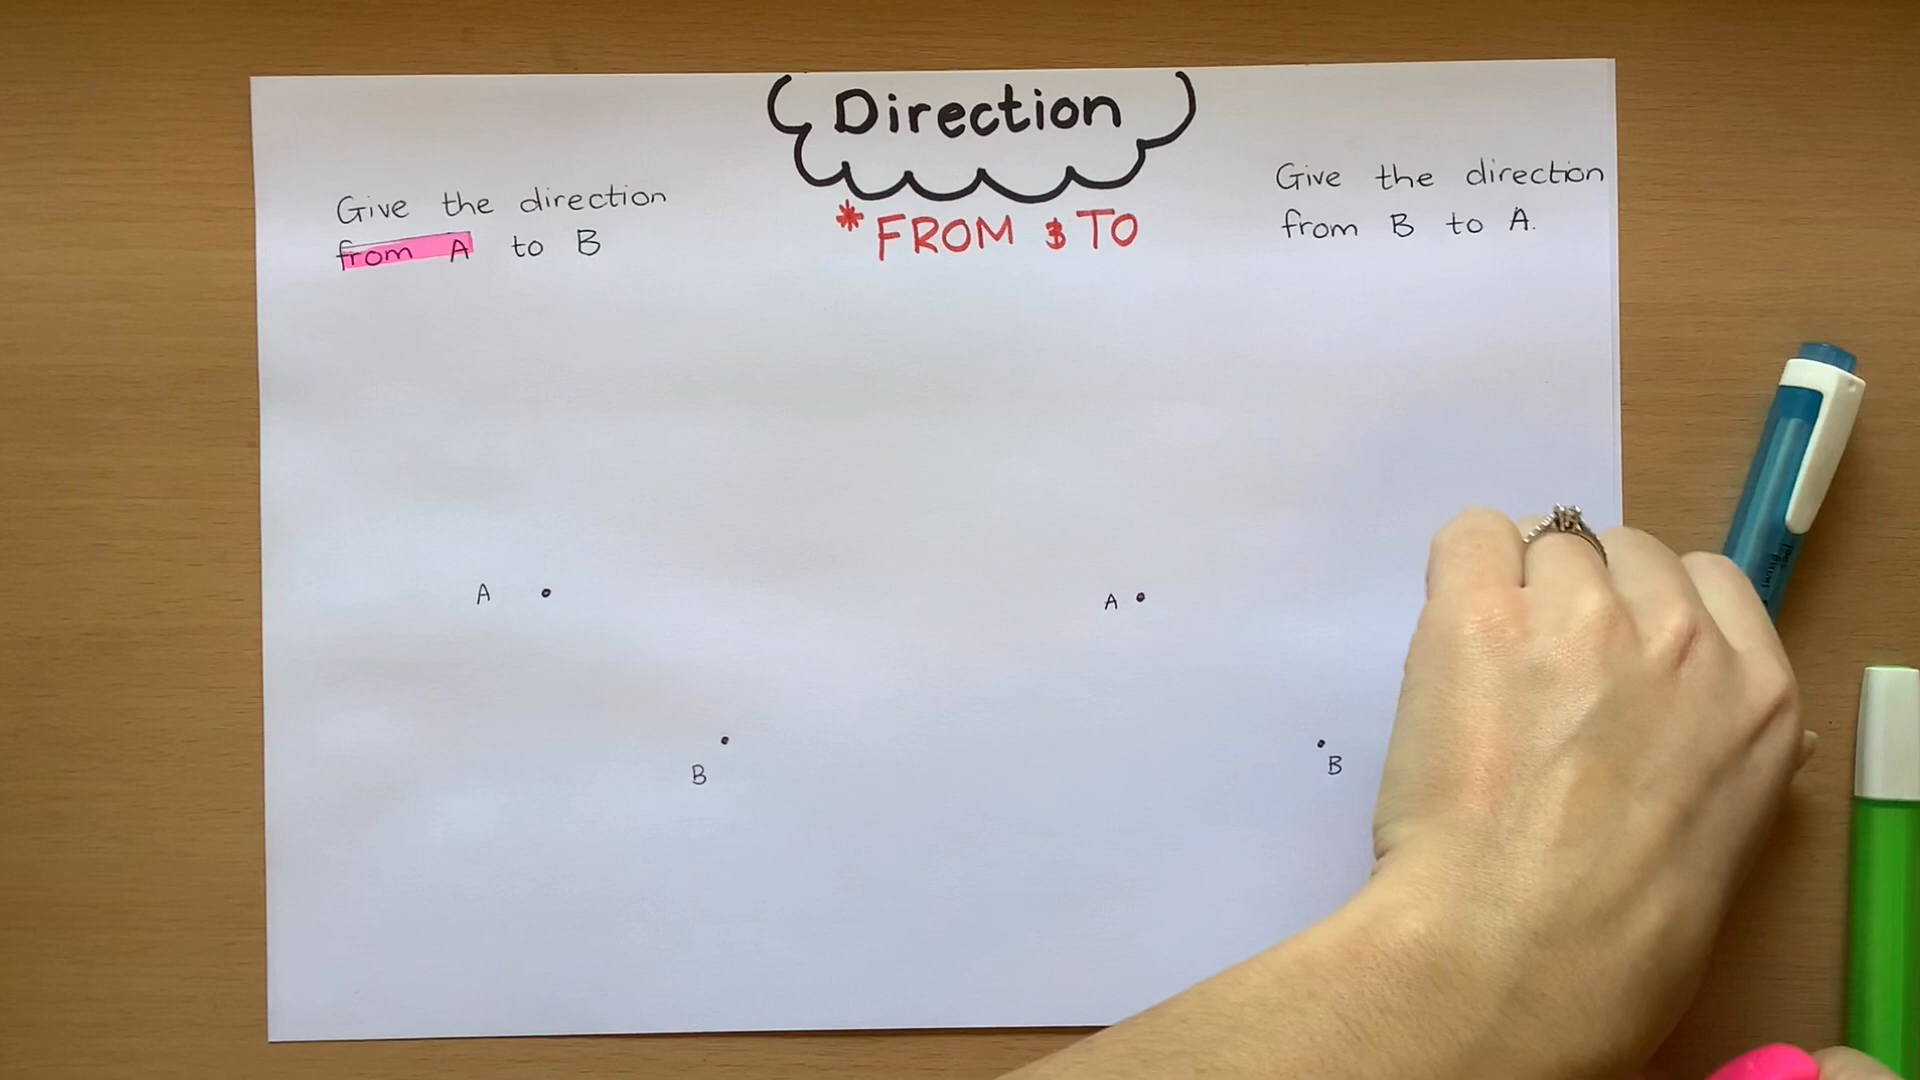 Direction
* FROM & TO
Give the direction
from A to B
Give the direction
from B to A.
A
B
A
B